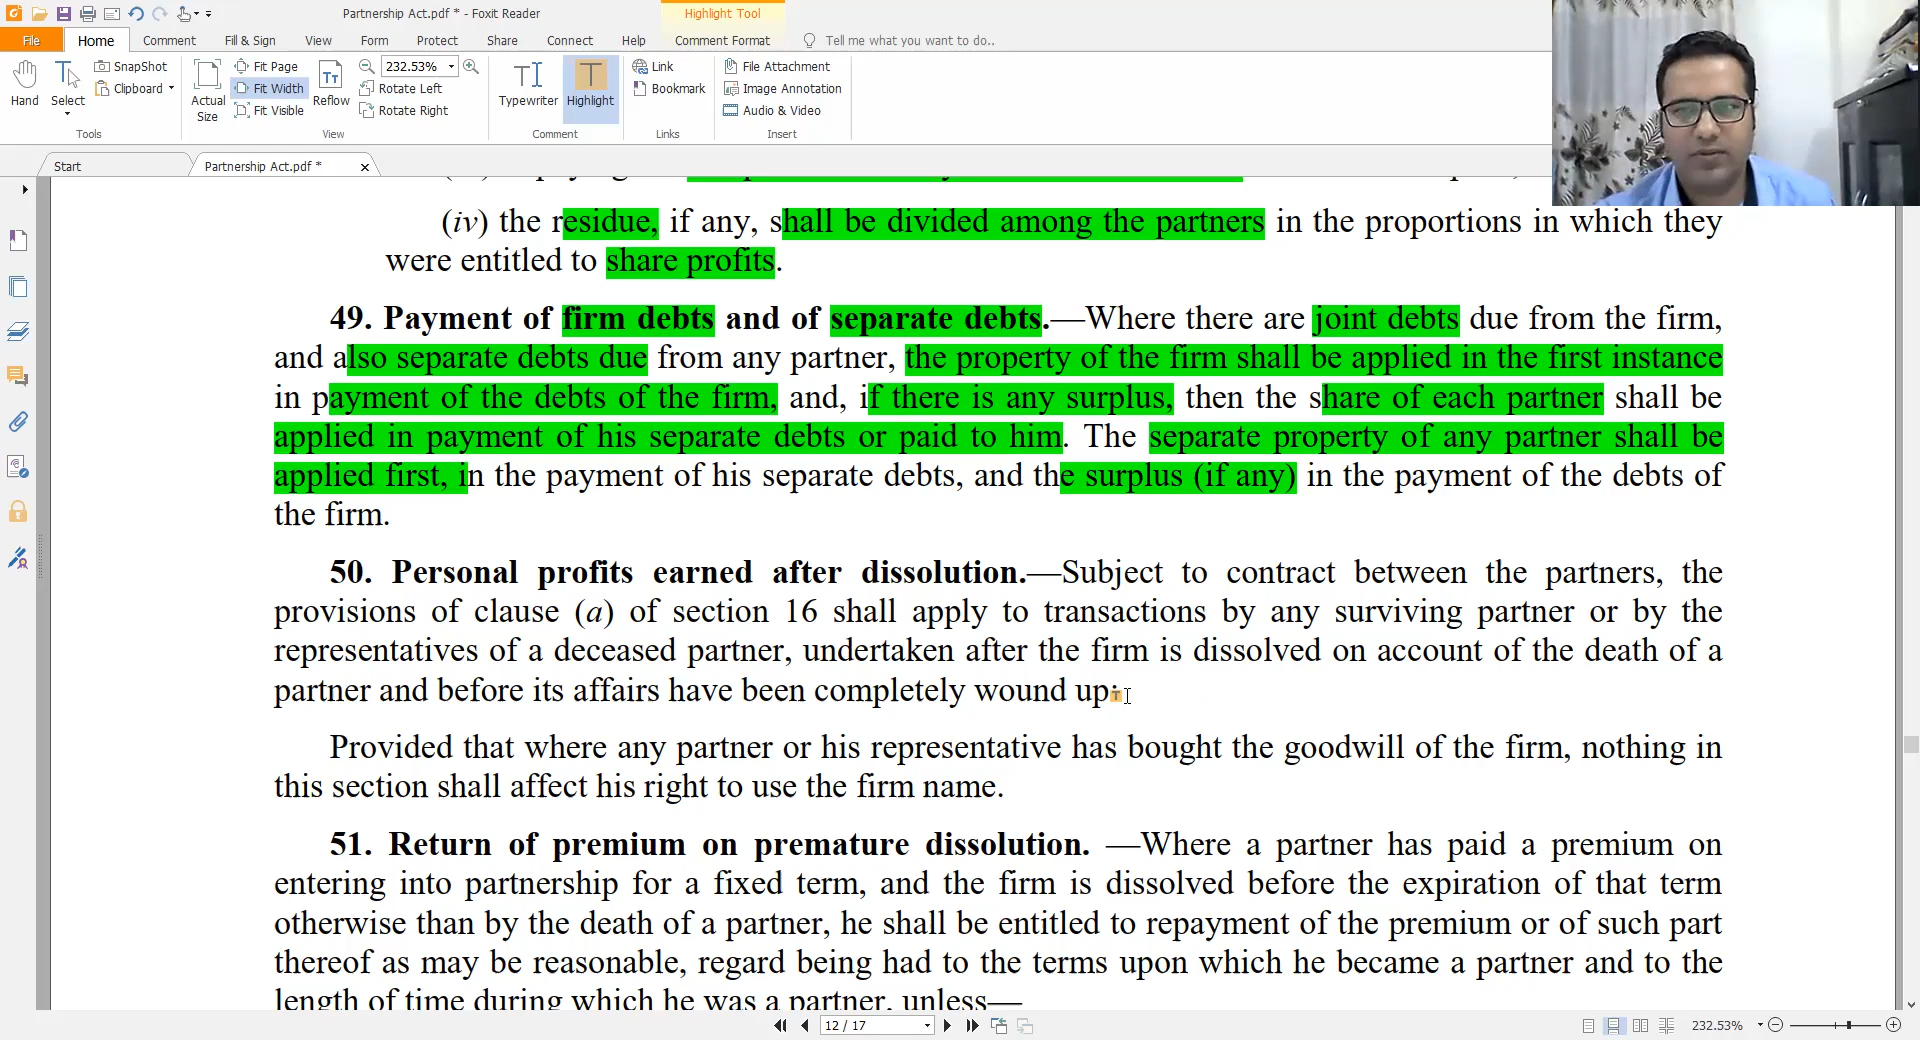 Partnership Act.pdf * - Foxit Reader
Highlight Tool
File Home Comment Fill & Sign View Form Protect Share Connect Help Comment Format Tell me what you want to do..
Hand
Select
SnapShot
Clipboard
Tools
Actual Size
Fit Page
Fit Width
Fit Visible
Reflow
232.53%
Rotate Left
Rotate Right
View
Typewriter
Highlight
Comment
Link
Bookmark
Links
File Attachment
Image Annotation
Audio & Video
Insert
Start
Partnership Act.pdf *
(iv) the residue, if any, shall be divided among the partners in the proportions in which they
were entitled to share profits.
49. Payment of firm debts and of separate debts.—Where there are joint debts due from the firm,
and also separate debts due from any partner, the property of the firm shall be applied in the first instance
in payment of the debts of the firm, and, if there is any surplus, then the share of each partner shall be
applied in payment of his separate debts or paid to him. The separate property of any partner shall be
applied first, in the payment of his separate debts, and the surplus (if any) in the payment of the debts of
the firm.
50. Personal profits earned after dissolution.—Subject to contract between the partners, the
provisions of clause (a) of section 16 shall apply to transactions by any surviving partner or by the
representatives of a deceased partner, undertaken after the firm is dissolved on account of the death of a
partner and before its affairs have been completely wound up:
Provided that where any partner or his representative has bought the goodwill of the firm, nothing in
this section shall affect his right to use the firm name.
51. Return of premium on premature dissolution. —Where a partner has paid a premium on
entering into partnership for a fixed term, and the firm is dissolved before the expiration of that term
otherwise than by the death of a partner, he shall be entitled to repayment of the premium or of such part
thereof as may be reasonable, regard being had to the terms upon which he became a partner and to the
length of time during which he was a partner, unless—
12 / 17
232.53%